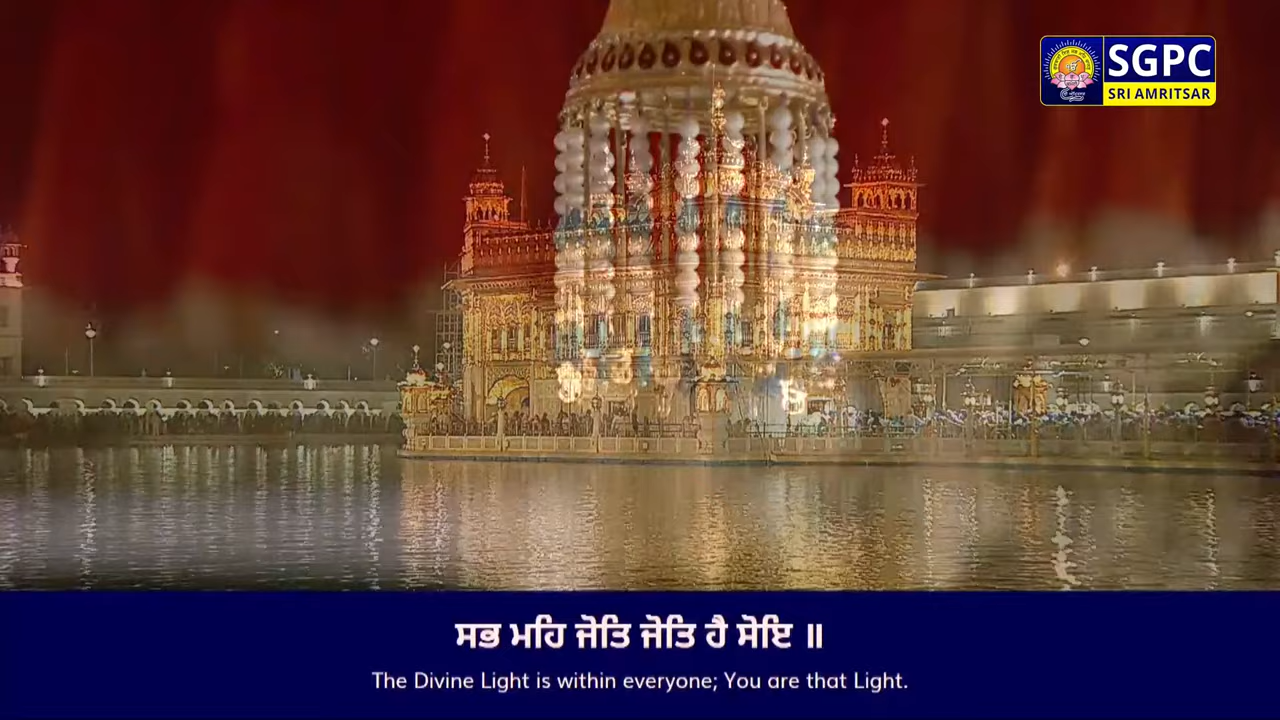 SGPC
SRI AMRITSAR
ਸਭ ਮਹਿ ਜੋਤਿ ਜੋਤਿ ਹੈ ਸੋਇ ॥
The Divine Light is within everyone; You are that Light.